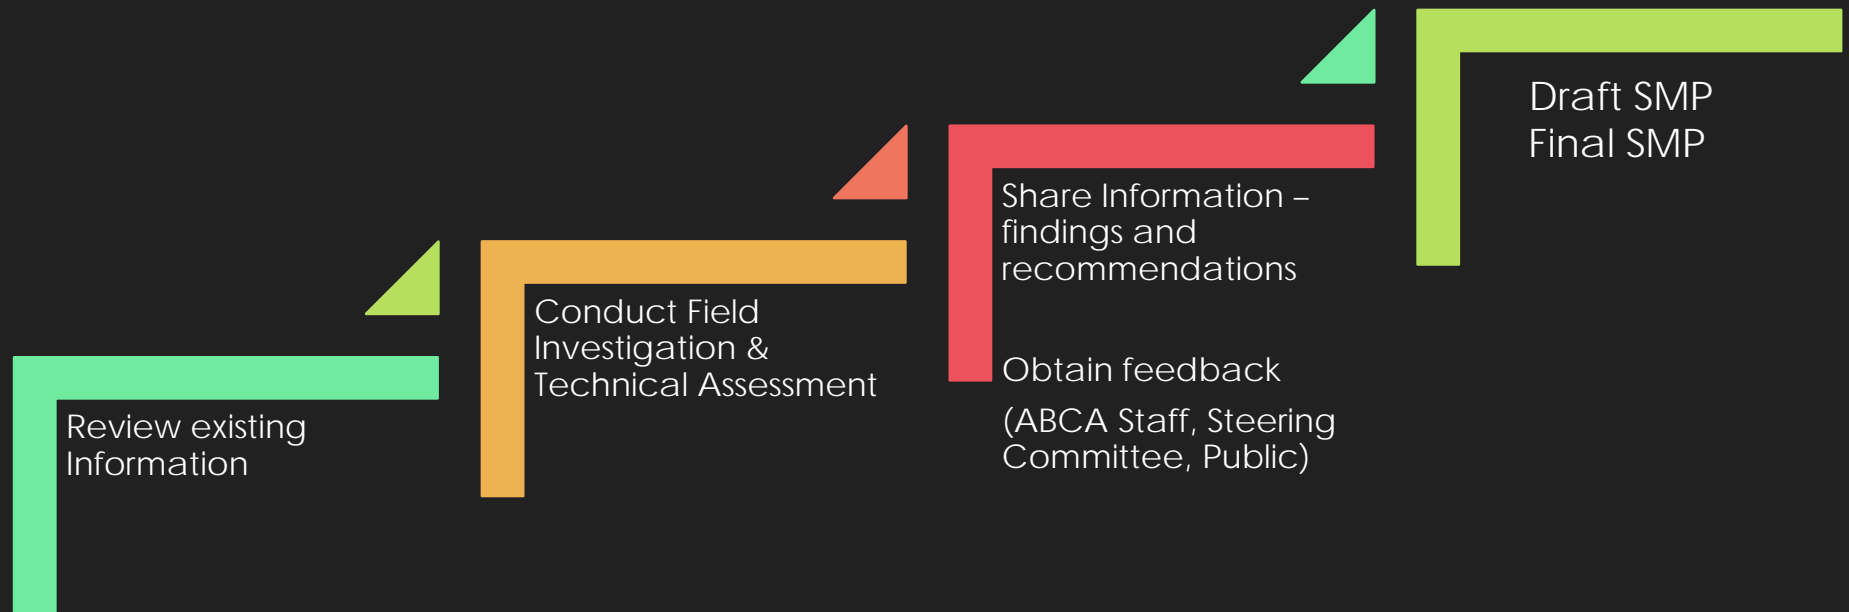 Review existing
Information
Conduct Field
Investigation &
Technical Assessment
Share Information –
findings and
recommendations
Obtain feedback
(ABCA Staff, Steering
Committee, Public)
Draft SMP
Final SMP